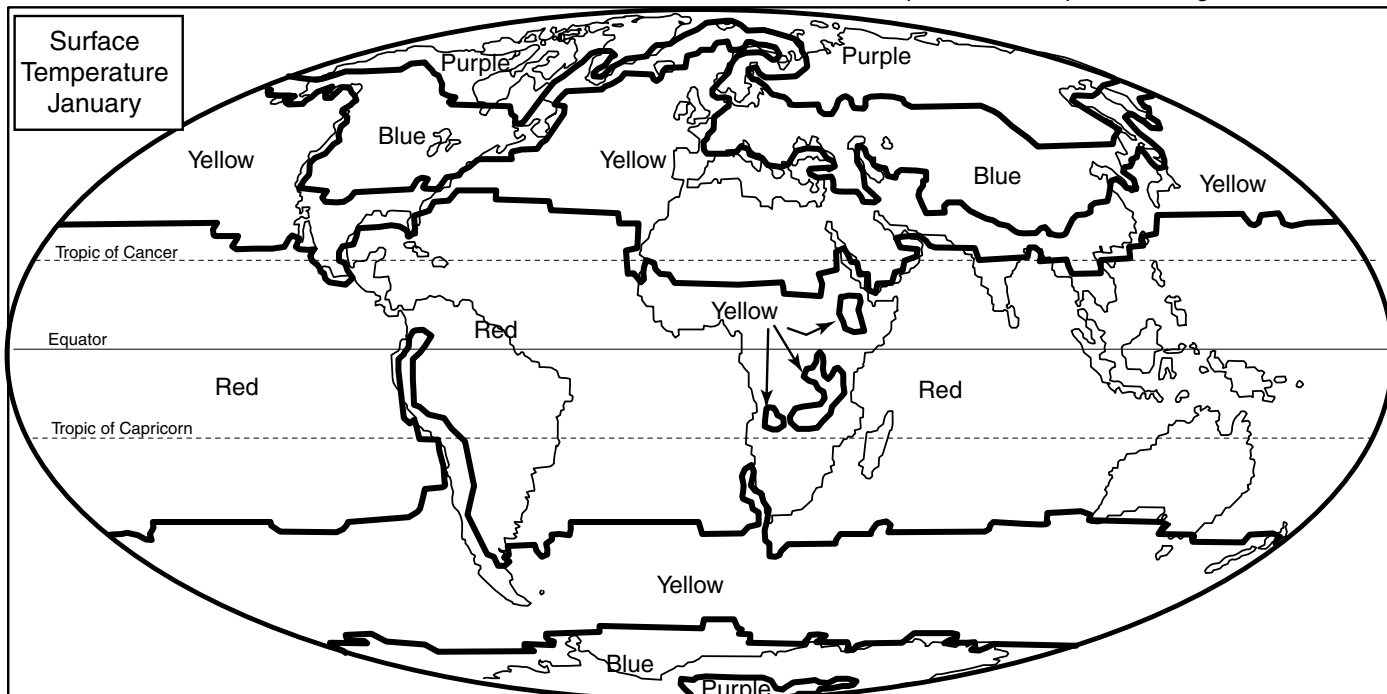 Surface
Temperature
January
Purple
Purple
Blue
Yellow
Yellow
Blue
Yellow
Tropic of Cancer
Yellow
Red
Equator
Red
Red
Tropic of Capricorn
Yellow
Blue
Purple